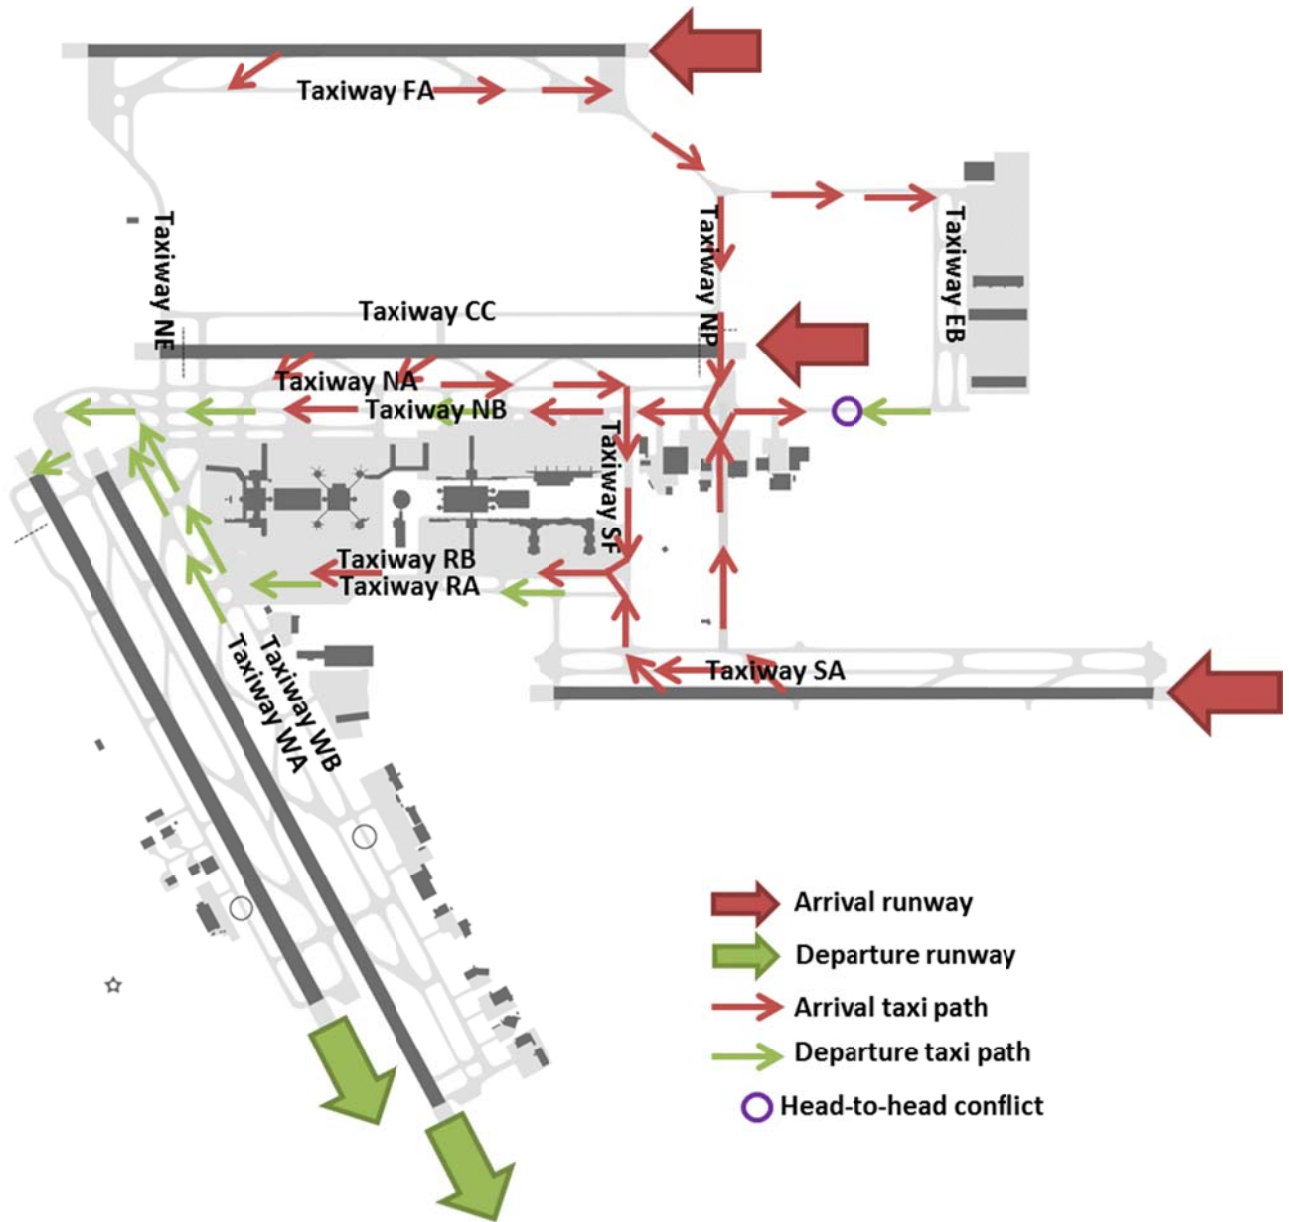 Taxiway FA
Taxiway NE
Taxiway NP
Taxiway EB
Taxiway CC
Taxiway NA
Taxiway NB
Taxiway SF
Taxiway RB
Taxiway RA
Taxiway WB
Taxiway WA
Taxiway SA
Arrival runway
Departure runway
Arrival taxi path
Departure taxi path
Head-to-head conflict